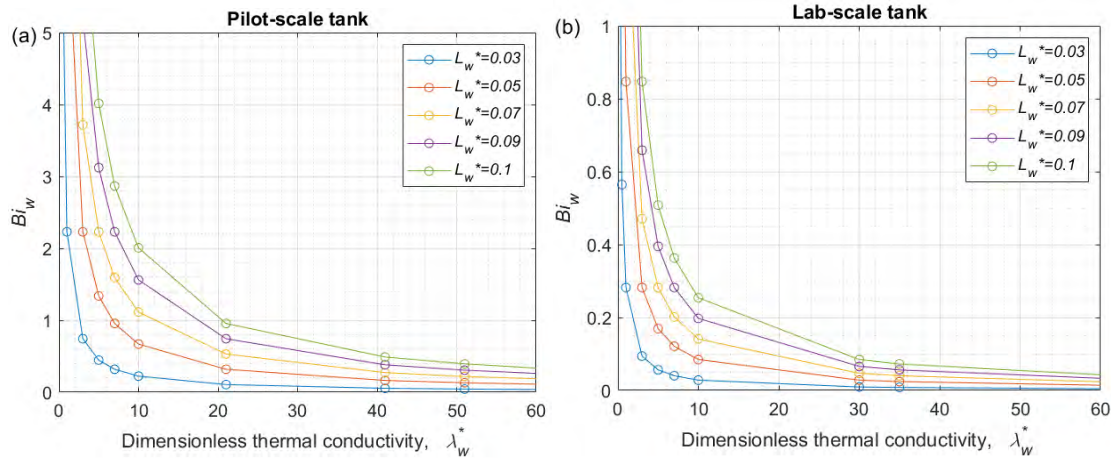 Pilot-scale tank
(a)
5
4
3
2
1
0
Bi_w
0 10 20 30 40 50 60
Dimensionless thermal conductivity, λ_w^*
L_w*=0.03
L_w*=0.05
L_w*=0.07
L_w*=0.09
L_w*=0.1
Lab-scale tank
(b)
1
0.8
0.6
0.4
0.2
0
Bi_w
0 10 20 30 40 50 60
Dimensionless thermal conductivity, λ_w^*
L_w*=0.03
L_w*=0.05
L_w*=0.07
L_w*=0.09
L_w*=0.1